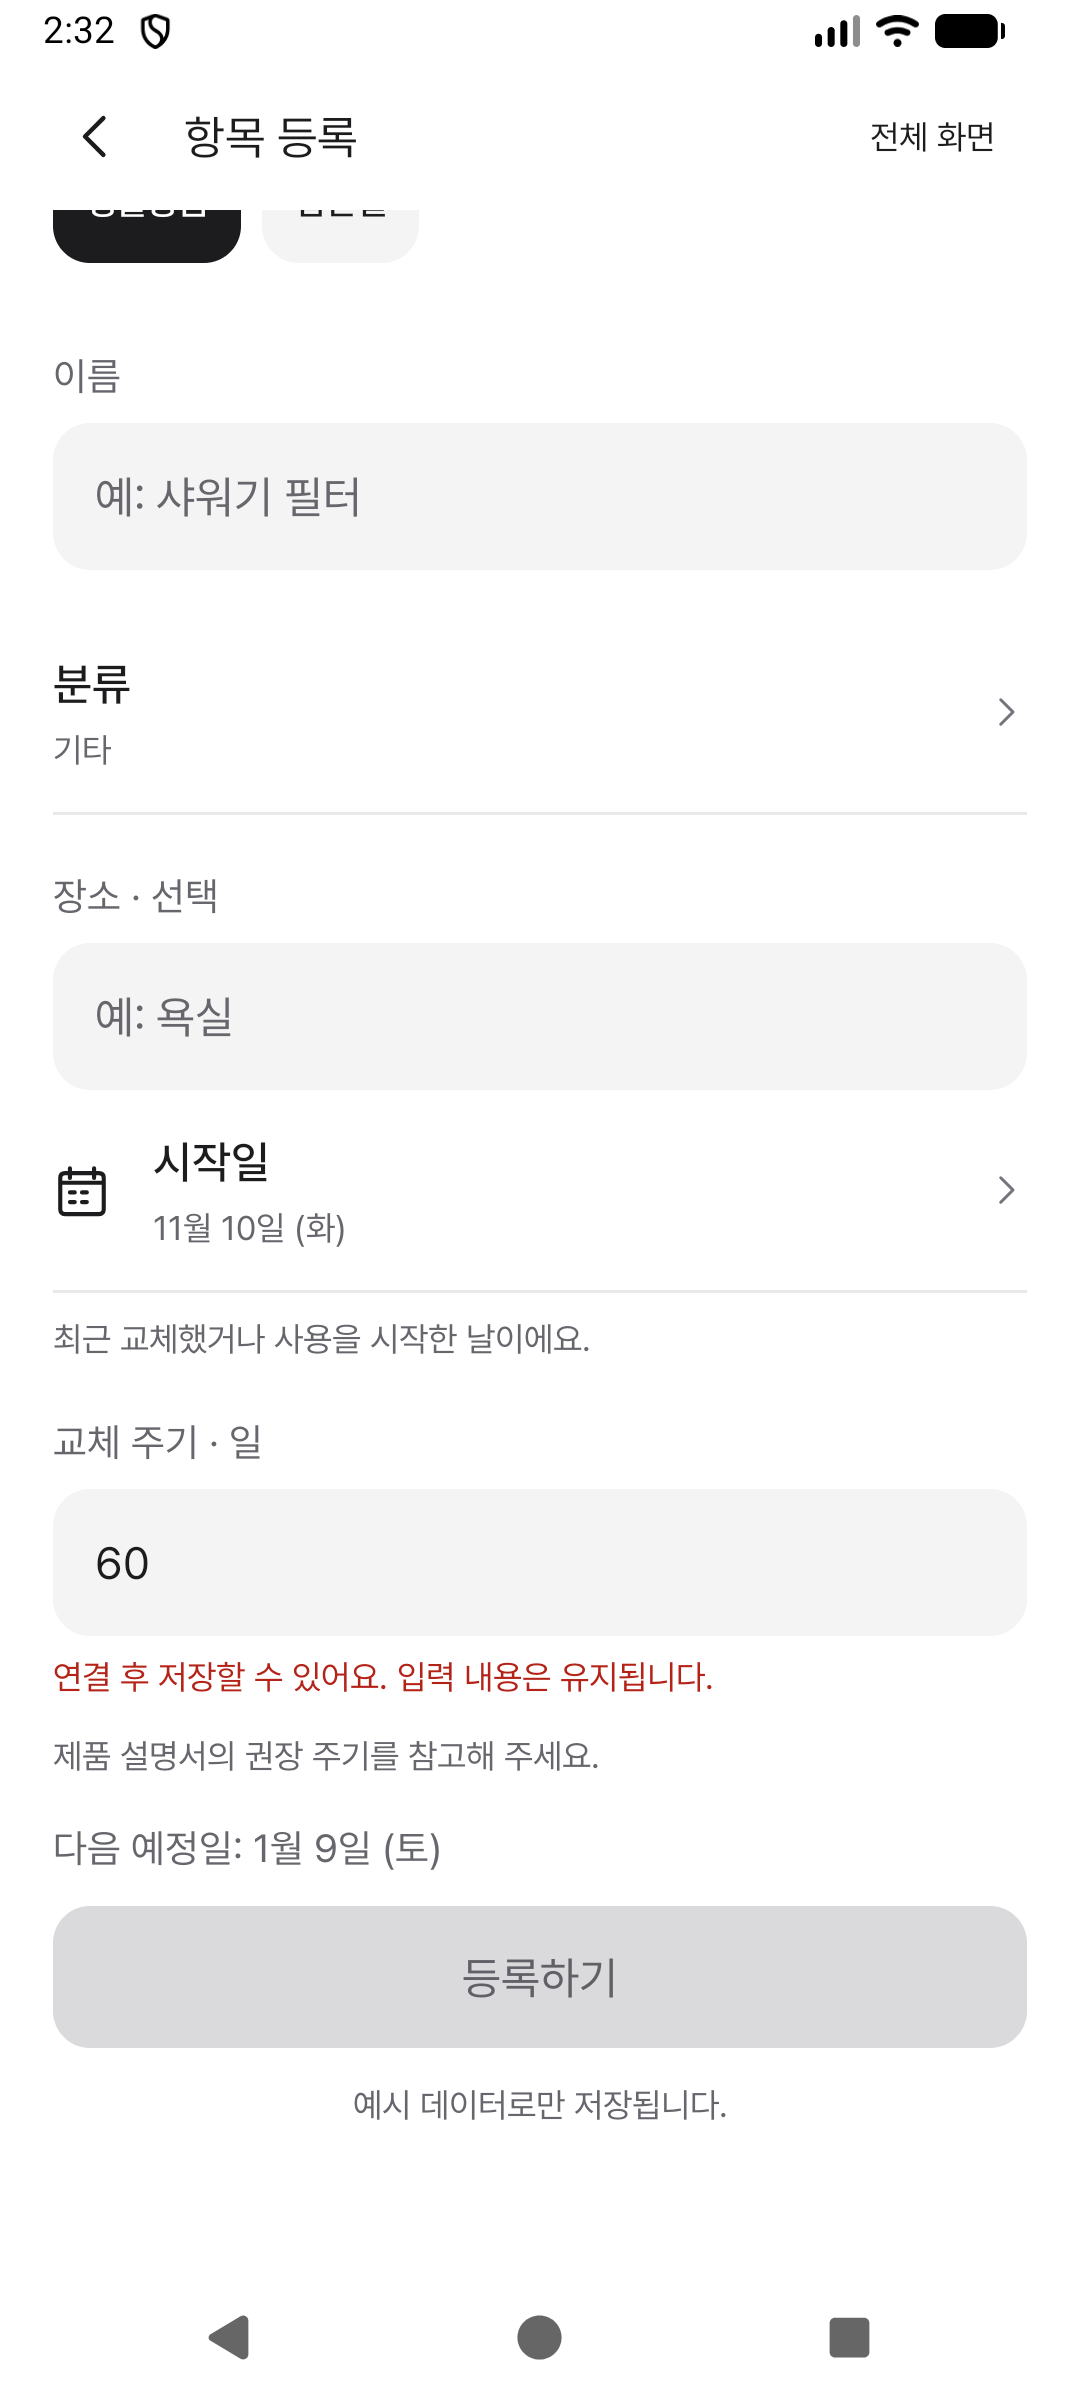 2:32
항목 등록
전체 화면
이름
예: 샤워기 필터
분류
기타
장소 · 선택
예: 욕실
시작일
11월 10일 (화)
최근 교체했거나 사용을 시작한 날이에요.
교체 주기 · 일
60
연결 후 저장할 수 있어요. 입력 내용은 유지됩니다.
제품 설명서의 권장 주기를 참고해 주세요.
다음 예정일: 1월 9일 (토)
등록하기
예시 데이터로만 저장됩니다.